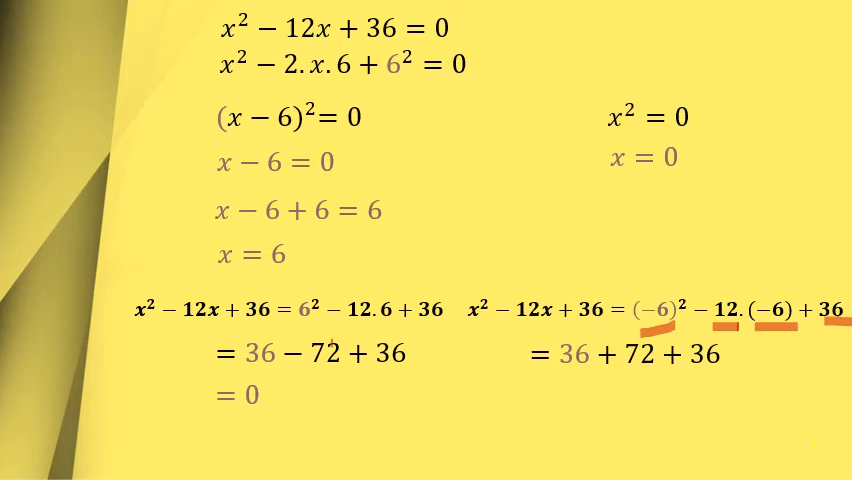 x² − 12x + 36 = 0
x² − 2. x. 6 + 6² = 0
(x − 6)² = 0
x² = 0
x − 6 = 0
x = 0
x − 6 + 6 = 6
x = 6
x² − 12x + 36 = 6² − 12. 6 + 36
x² − 12x + 36 = (−6)² − 12. (−6) + 36
= 36 − 72 + 36
= 36 + 72 + 36
= 0